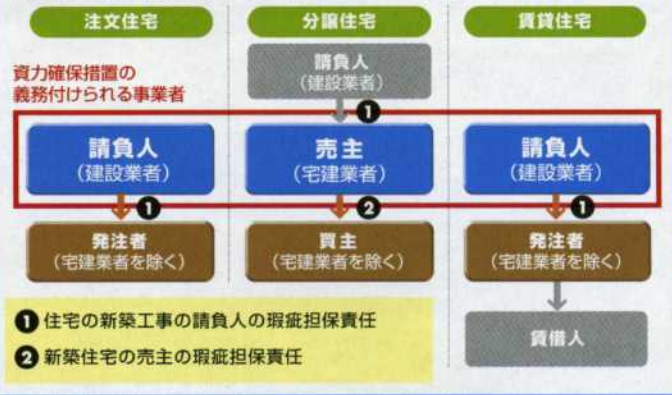 注文住宅
分譲住宅
賃貸住宅
資力確保措置の
義務付けられる事業者
請負人
(建設業者)
❶
請負人
(建設業者)
売主
(宅建業者)
請負人
(建設業者)
❶
❷
❶
発注者
(宅建業者を除く)
買主
(宅建業者を除く)
発注者
(宅建業者を除く)
❶ 住宅の新築工事の請負人の瑕疵担保責任
❷ 新築住宅の売主の瑕疵担保責任
賃借人